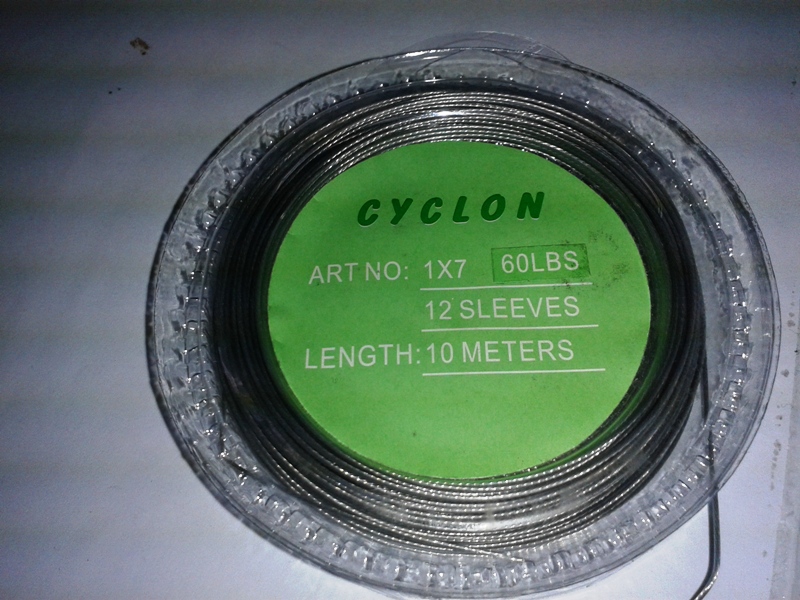 CYCLON
ART NO: 1X7 60LBS
12 SLEEVES
LENGTH: 10 METERS